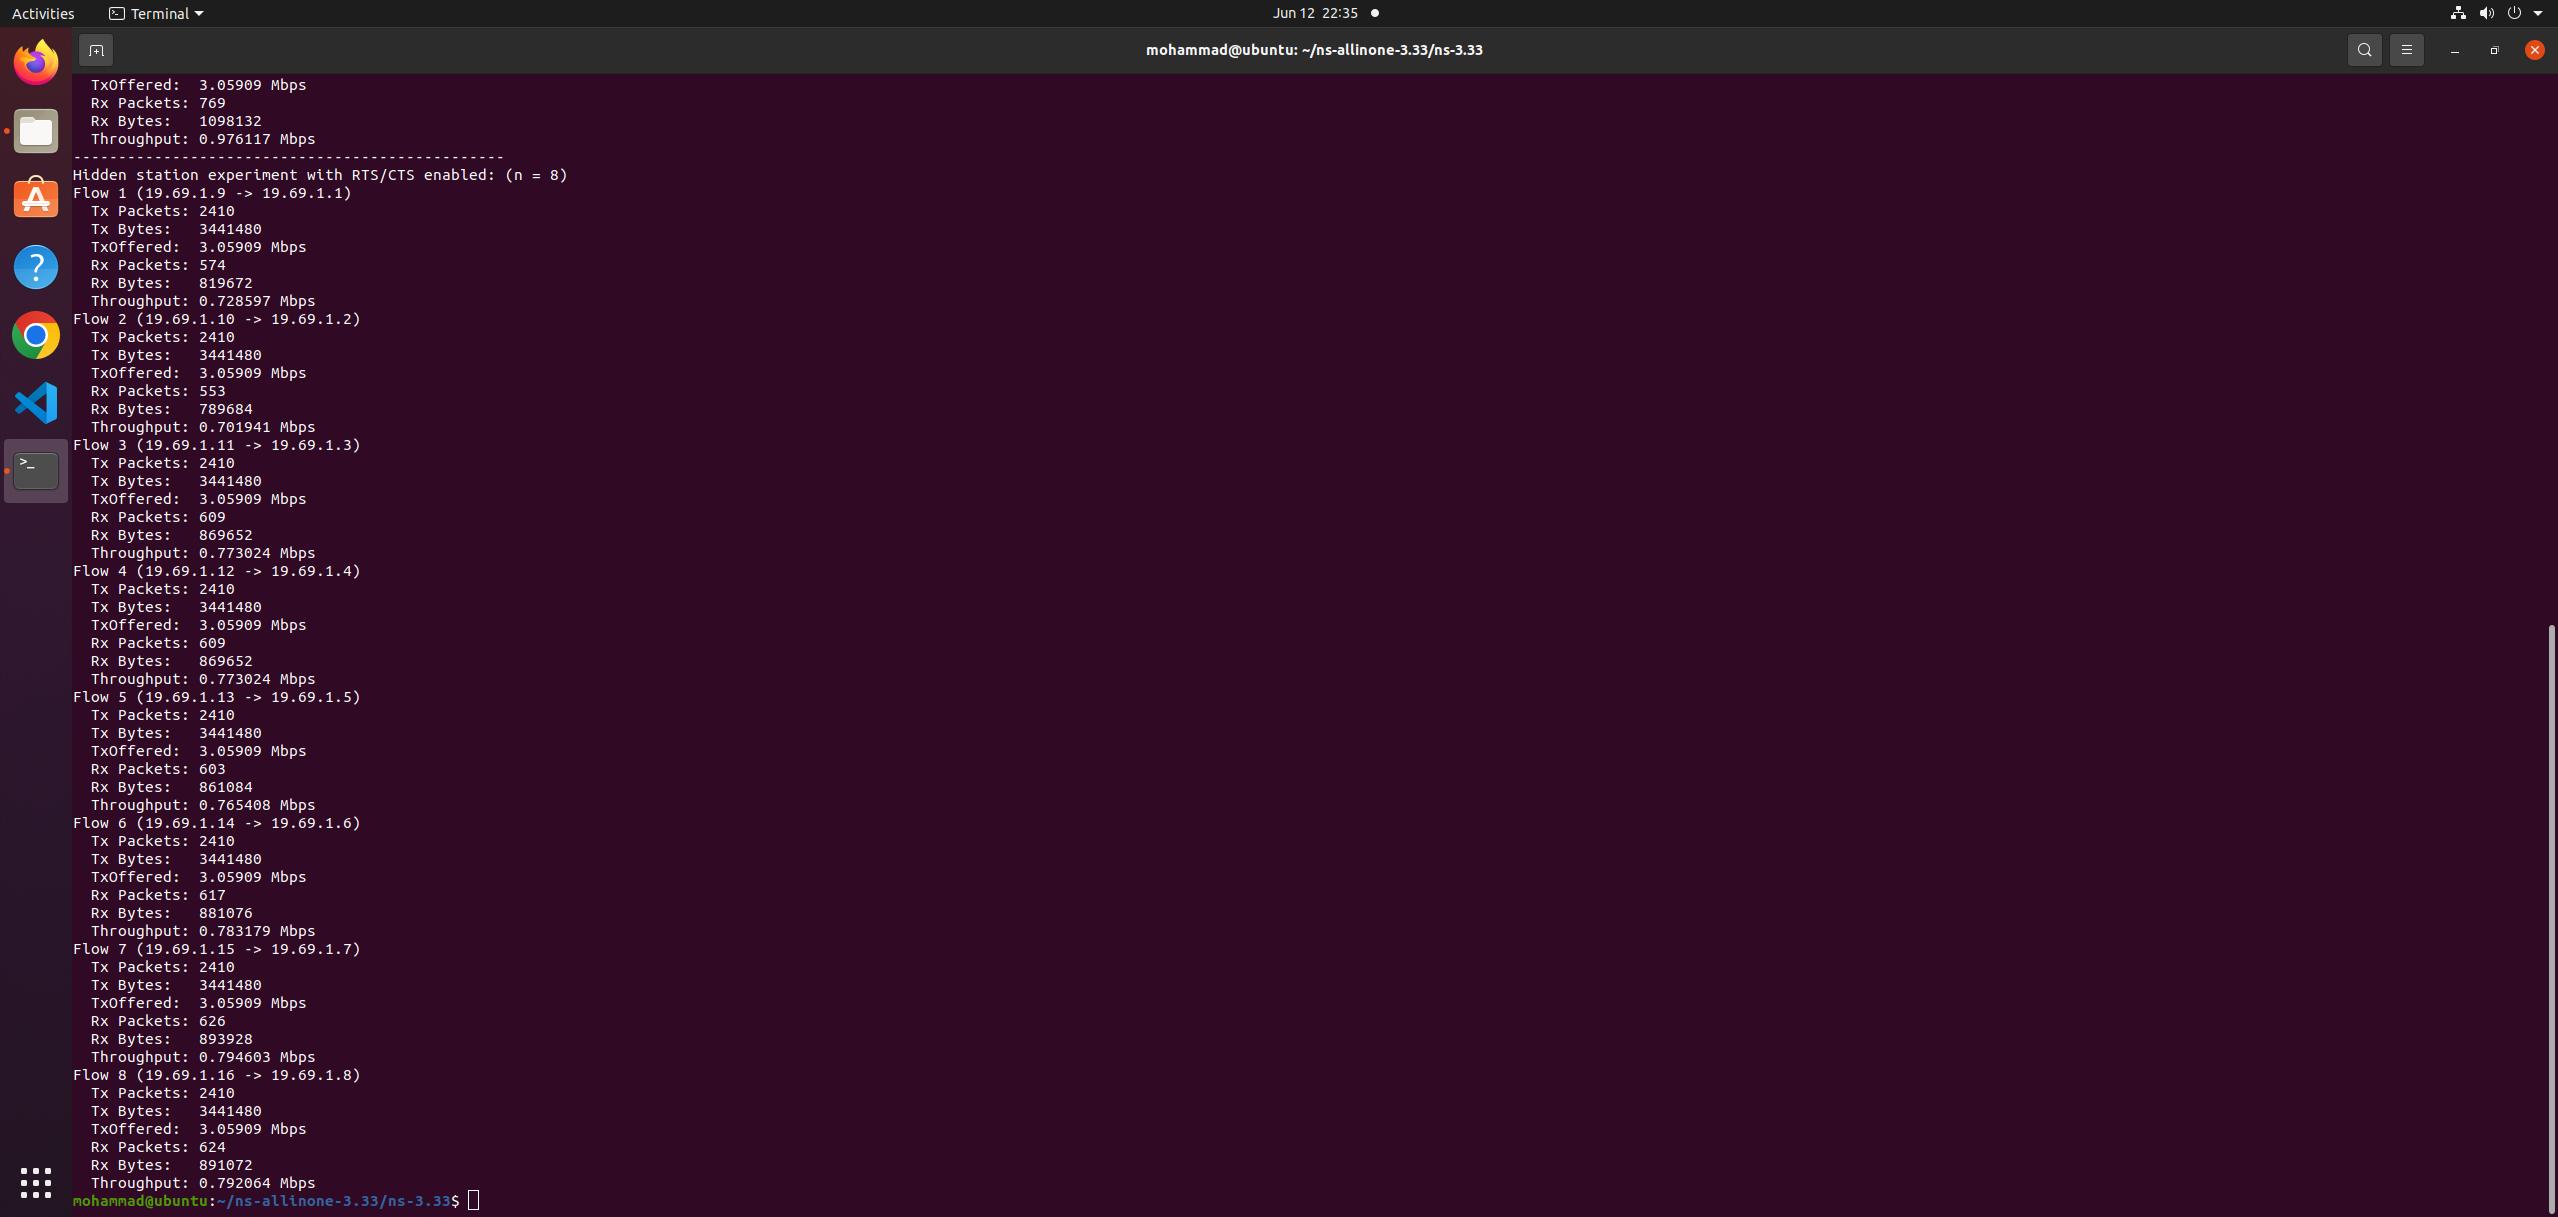 Activities Terminal Jun 12 22:35
mohammad@ubuntu: ~/ns-allinone-3.33/ns-3.33
  TxOffered:  3.05909 Mbps
  Rx Packets: 769
  Rx Bytes:   1098132
  Throughput: 0.976117 Mbps
------------------------------------------------
Hidden station experiment with RTS/CTS enabled: (n = 8)
Flow 1 (19.69.1.9 -> 19.69.1.1)
  Tx Packets: 2410
  Tx Bytes:   3441480
  TxOffered:  3.05909 Mbps
  Rx Packets: 574
  Rx Bytes:   819672
  Throughput: 0.728597 Mbps
Flow 2 (19.69.1.10 -> 19.69.1.2)
  Tx Packets: 2410
  Tx Bytes:   3441480
  TxOffered:  3.05909 Mbps
  Rx Packets: 553
  Rx Bytes:   789684
  Throughput: 0.701941 Mbps
Flow 3 (19.69.1.11 -> 19.69.1.3)
  Tx Packets: 2410
  Tx Bytes:   3441480
  TxOffered:  3.05909 Mbps
  Rx Packets: 609
  Rx Bytes:   869652
  Throughput: 0.773024 Mbps
Flow 4 (19.69.1.12 -> 19.69.1.4)
  Tx Packets: 2410
  Tx Bytes:   3441480
  TxOffered:  3.05909 Mbps
  Rx Packets: 609
  Rx Bytes:   869652
  Throughput: 0.773024 Mbps
Flow 5 (19.69.1.13 -> 19.69.1.5)
  Tx Packets: 2410
  Tx Bytes:   3441480
  TxOffered:  3.05909 Mbps
  Rx Packets: 603
  Rx Bytes:   861084
  Throughput: 0.765408 Mbps
Flow 6 (19.69.1.14 -> 19.69.1.6)
  Tx Packets: 2410
  Tx Bytes:   3441480
  TxOffered:  3.05909 Mbps
  Rx Packets: 617
  Rx Bytes:   881076
  Throughput: 0.783179 Mbps
Flow 7 (19.69.1.15 -> 19.69.1.7)
  Tx Packets: 2410
  Tx Bytes:   3441480
  TxOffered:  3.05909 Mbps
  Rx Packets: 626
  Rx Bytes:   893928
  Throughput: 0.794603 Mbps
Flow 8 (19.69.1.16 -> 19.69.1.8)
  Tx Packets: 2410
  Tx Bytes:   3441480
  TxOffered:  3.05909 Mbps
  Rx Packets: 624
  Rx Bytes:   891072
  Throughput: 0.792064 Mbps
mohammad@ubuntu:~/ns-allinone-3.33/ns-3.33$